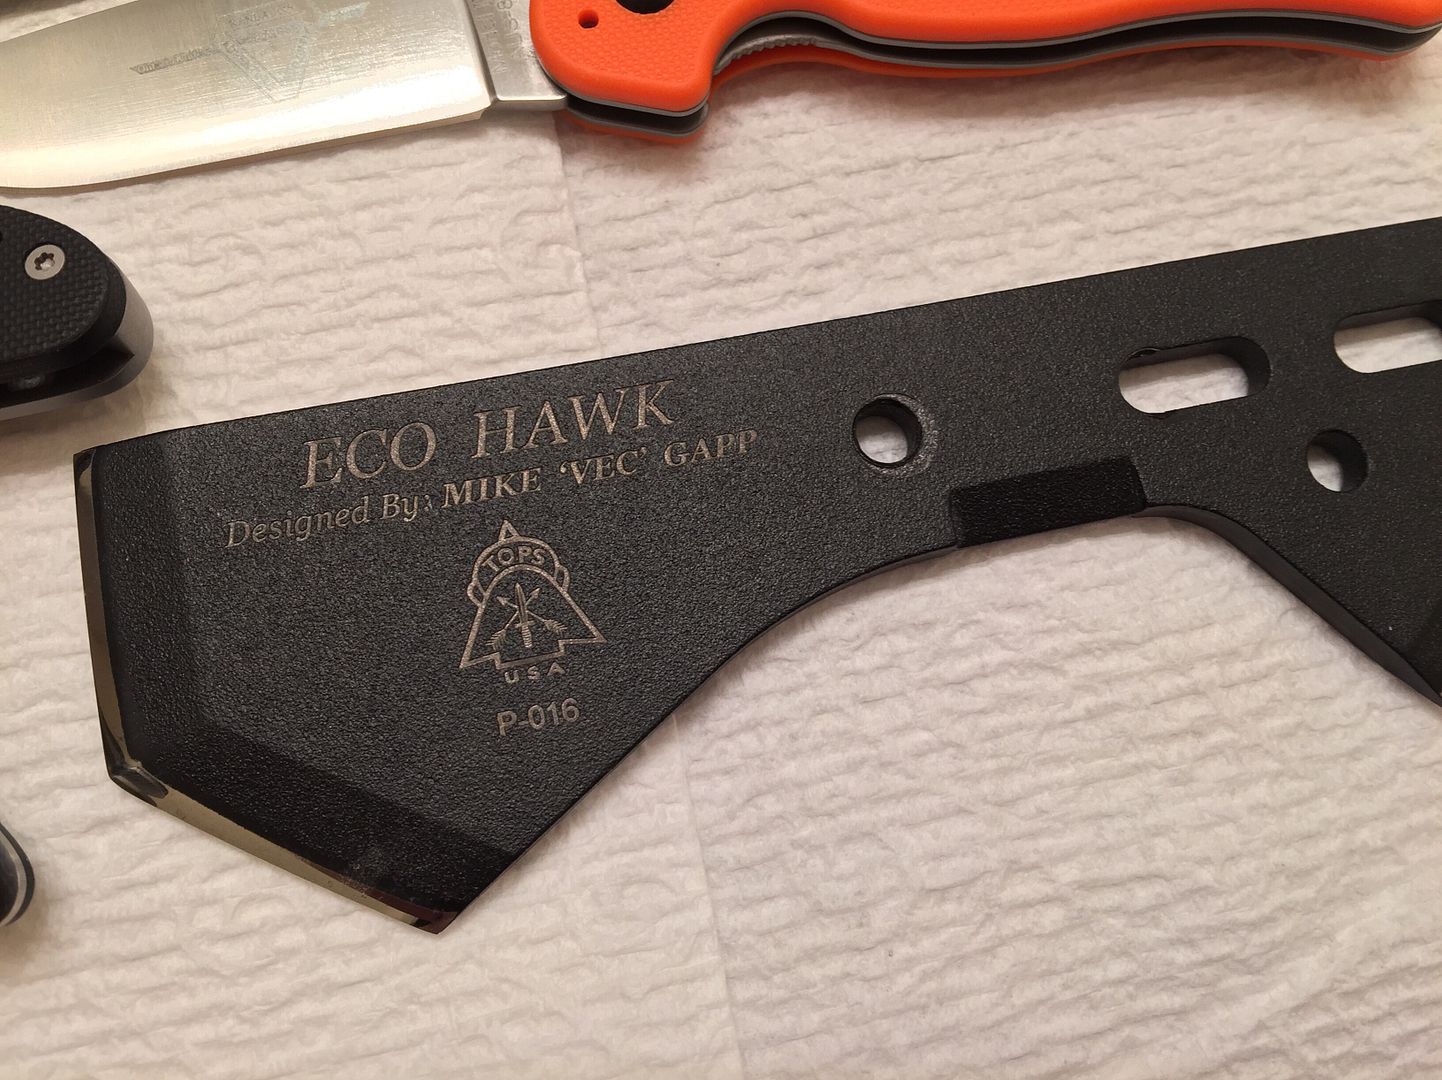 ECO HAWK
Designed By: MIKE ‘VEC’ GAPP
TOPS
USA
P-016